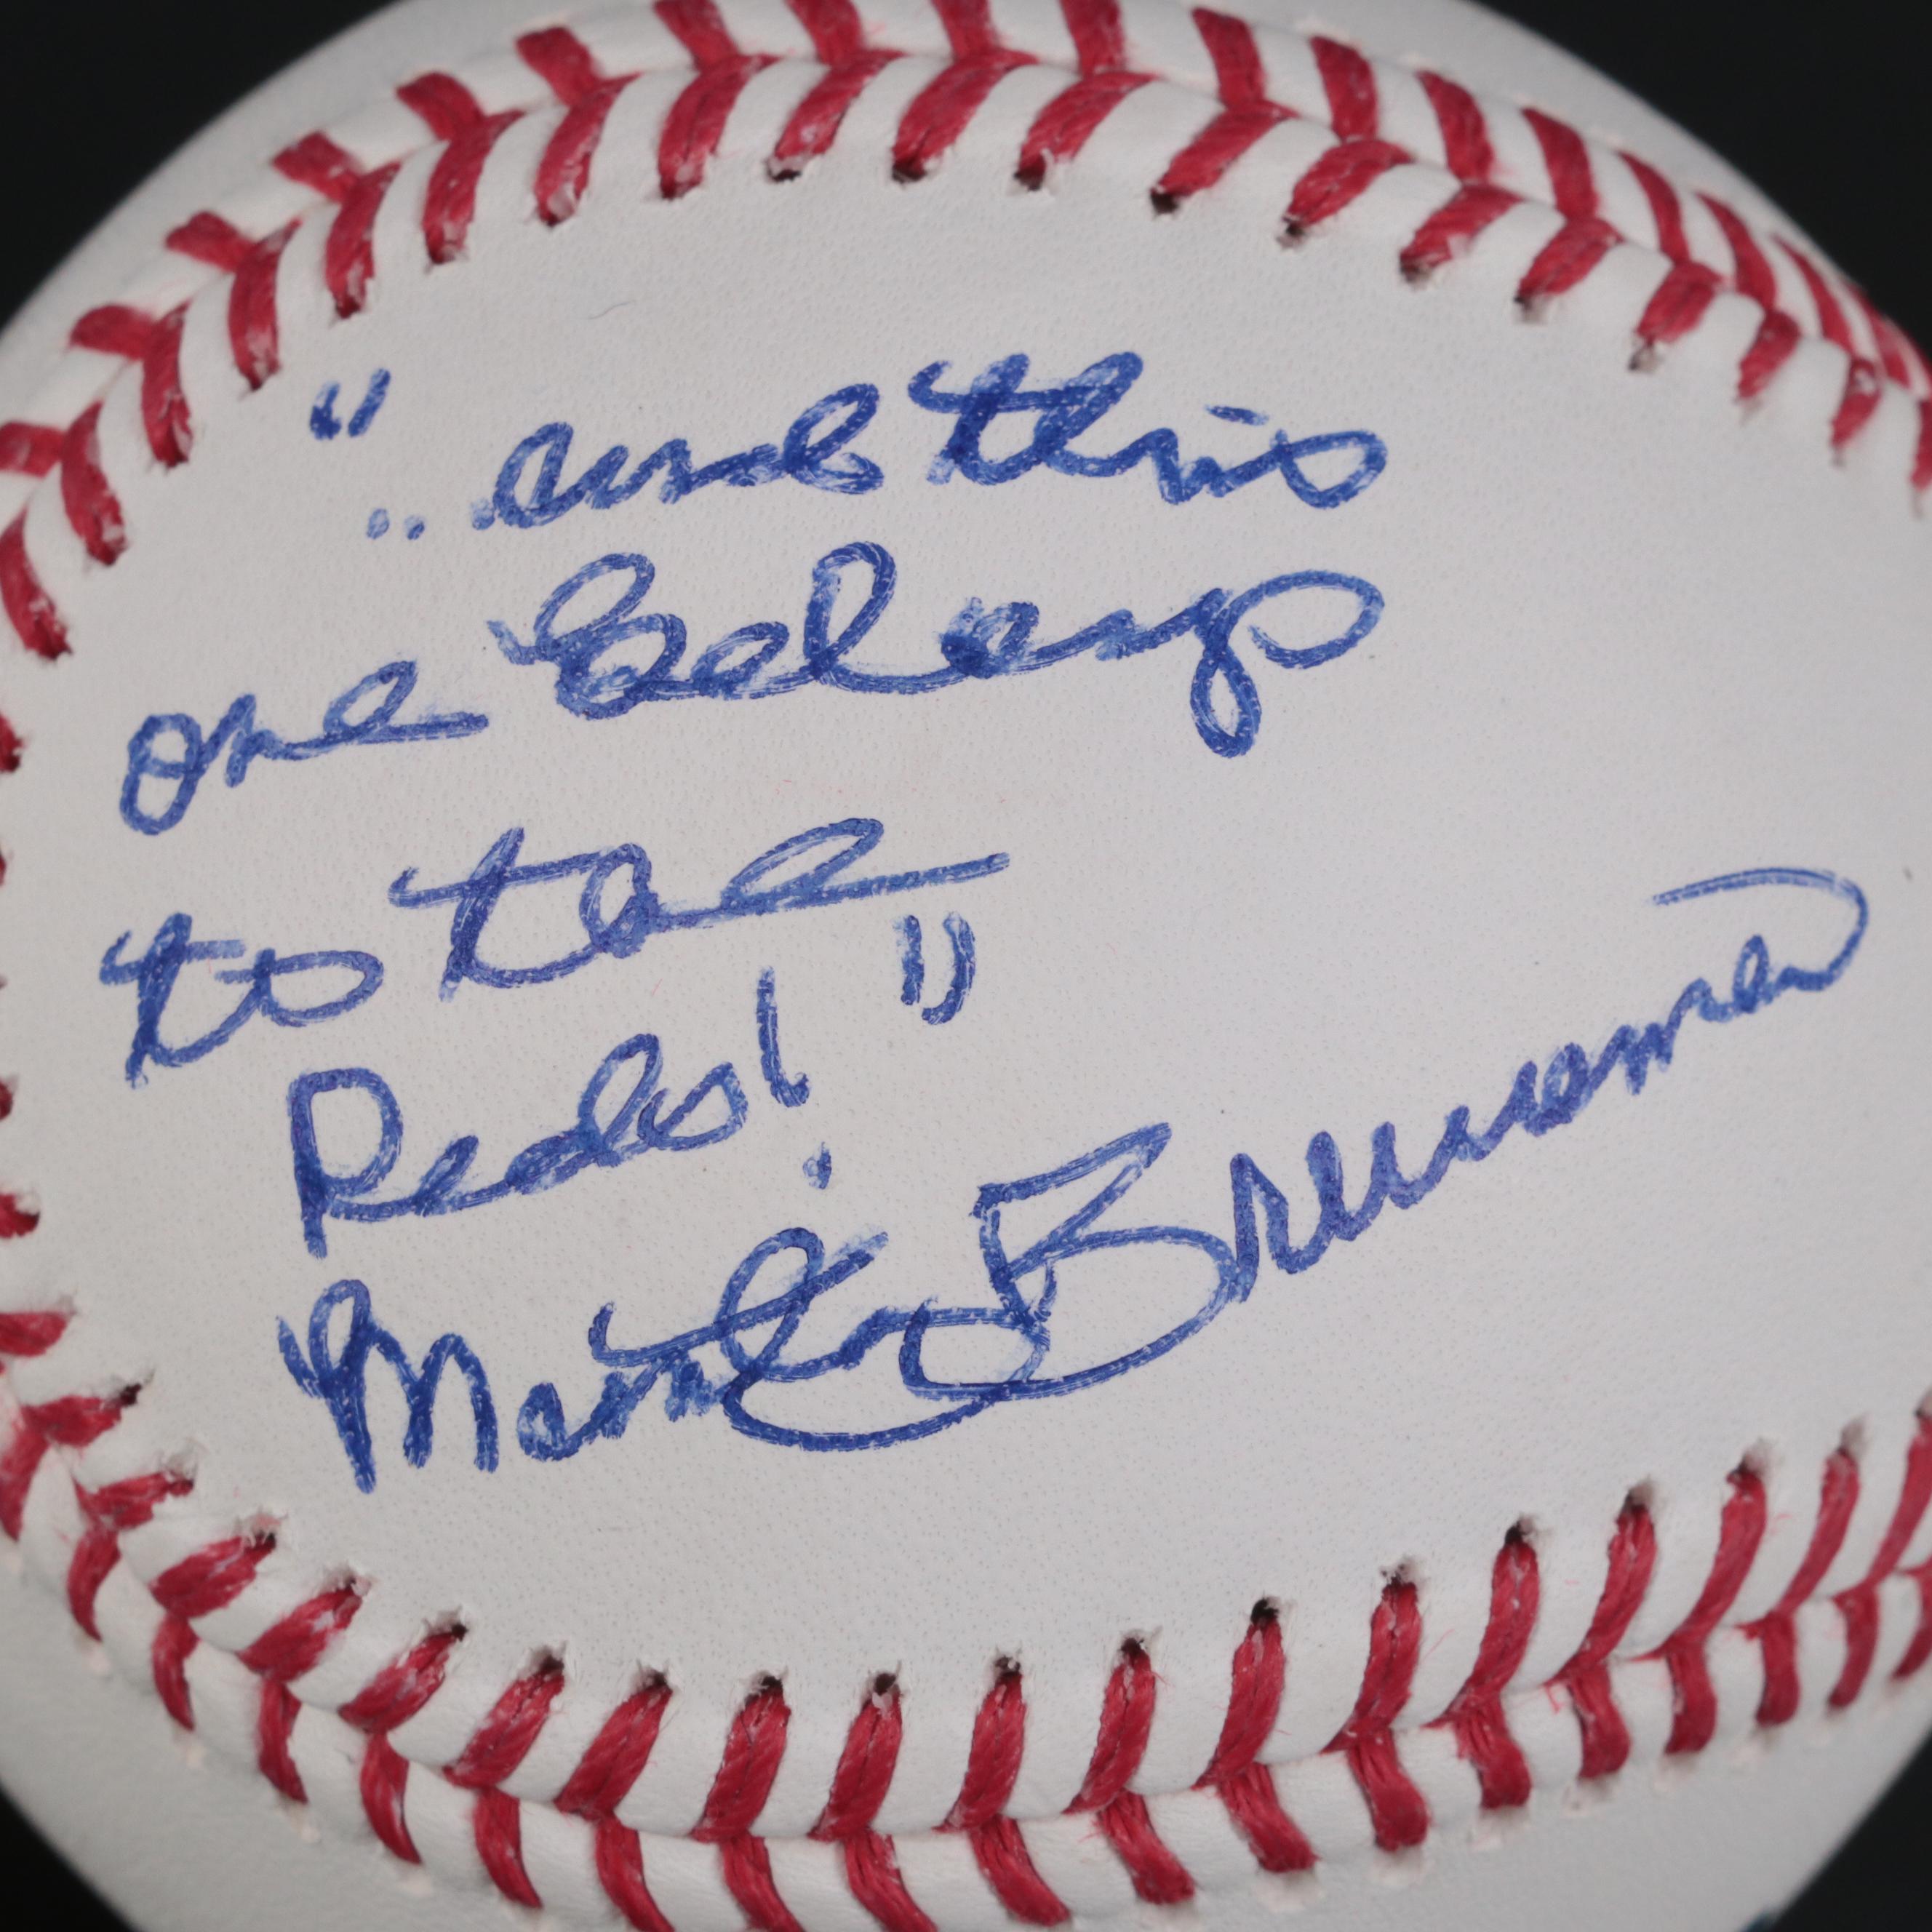 "...and this
one belongs
to the
Reds!"
Marty Brennaman